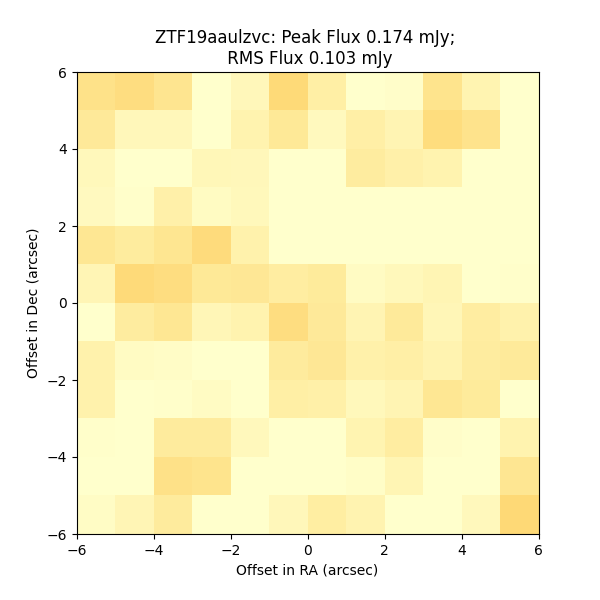 ZTF19aaulzvc: Peak Flux 0.174 mJy;
RMS Flux 0.103 mJy
6
4
2
0
−2
−4
−6
Offset in Dec (arcsec)
−6 −4 −2 0 2 4 6
Offset in RA (arcsec)